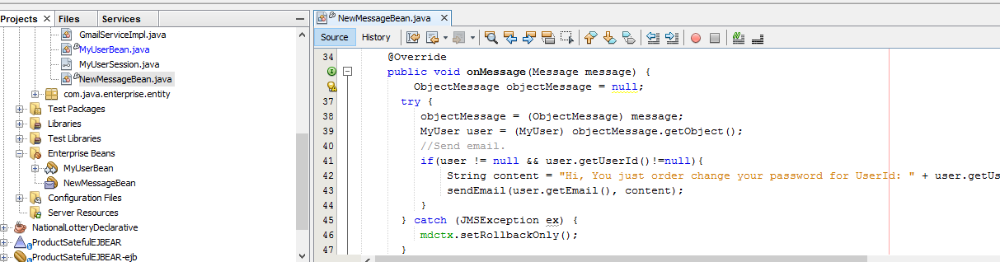 Projects Files Services
GmailServiceImpl.java
MyUserBean.java
MyUserSession.java
NewMessageBean.java
com.java.enterprise.entity
Test Packages
Libraries
Test Libraries
Enterprise Beans
MyUserBean
NewMessageBean
Configuration Files
Server Resources
NationalLotteryDeclarative
ProductSatefulEJBEAR
ProductSatefulEJBEAR-ejb
NewMessageBean.java
Source History
34 @Override
public void onMessage(Message message) {
ObjectMessage objectMessage = null;
37 try {
38 objectMessage = (ObjectMessage) message;
39 MyUser user = (MyUser) objectMessage.getObject();
40 //Send email.
41 if(user != null && user.getUserId()!=null){
42 String content = "Hi, You just order change your password for UserId: " + user.getUs
43 sendEmail(user.getEmail(), content);
44 }
45 } catch (JMSException ex) {
46 mdctx.setRollbackOnly();
47 }